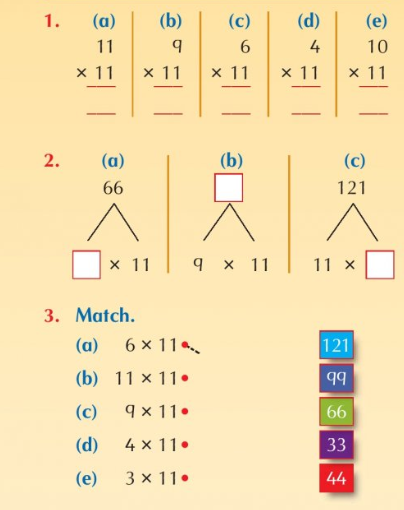 1. (a) (b) (c) (d) (e)
11 9 6 4 10
× 11 × 11 × 11 × 11 × 11
2. (a) (b) (c)
66 121
× 11 9 × 11 11 ×
3. Match.
(a) 6 × 11 121
(b) 11 × 11 99
(c) 9 × 11 66
(d) 4 × 11 33
(e) 3 × 11 44